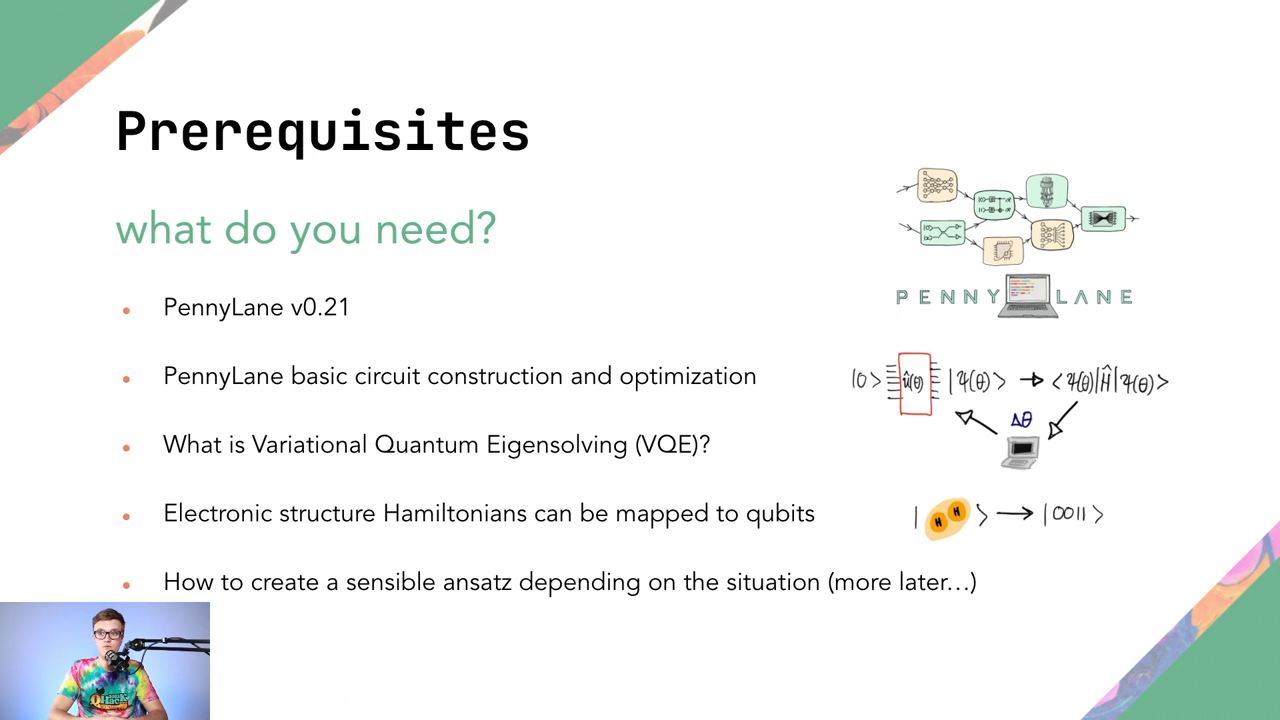 Prerequisites
what do you need?
• PennyLane v0.21
PENNYLANE
• PennyLane basic circuit construction and optimization
|0> û(θ) |Ψ(θ)> → <Ψ(θ)|Ĥ|Ψ(θ)>
Δθ
• What is Variational Quantum Eigensolving (VQE)?
• Electronic structure Hamiltonians can be mapped to qubits
| H H > → |0011>
• How to create a sensible ansatz depending on the situation (more later…)
QHack